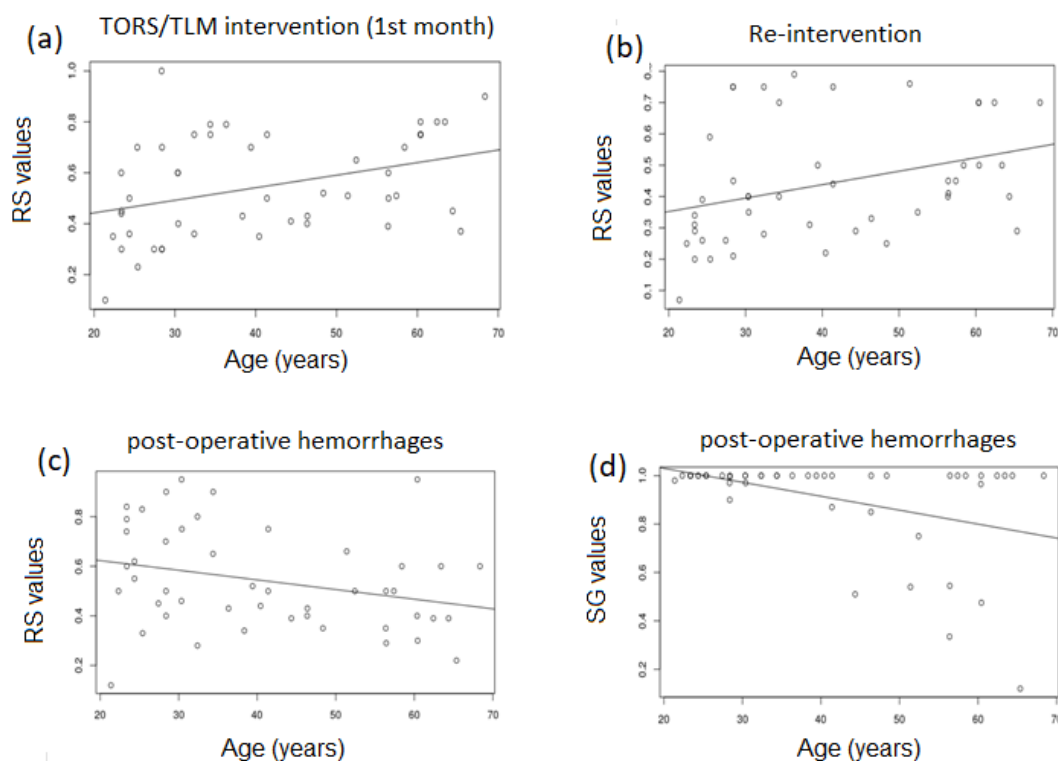 (a) TORS/TLM intervention (1st month)
RS values
1.0
0.8
0.6
0.4
0.2
20 30 40 50 60 70
Age (years)
(b) Re-intervention
RS values
0.8
0.7
0.6
0.5
0.4
0.3
0.2
0.1
20 30 40 50 60 70
Age (years)
(c) post-operative hemorrhages
RS values
0.8
0.6
0.4
0.2
20 30 40 50 60 70
Age (years)
(d) post-operative hemorrhages
SG values
1.0
0.8
0.6
0.4
0.2
20 30 40 50 60 70
Age (years)